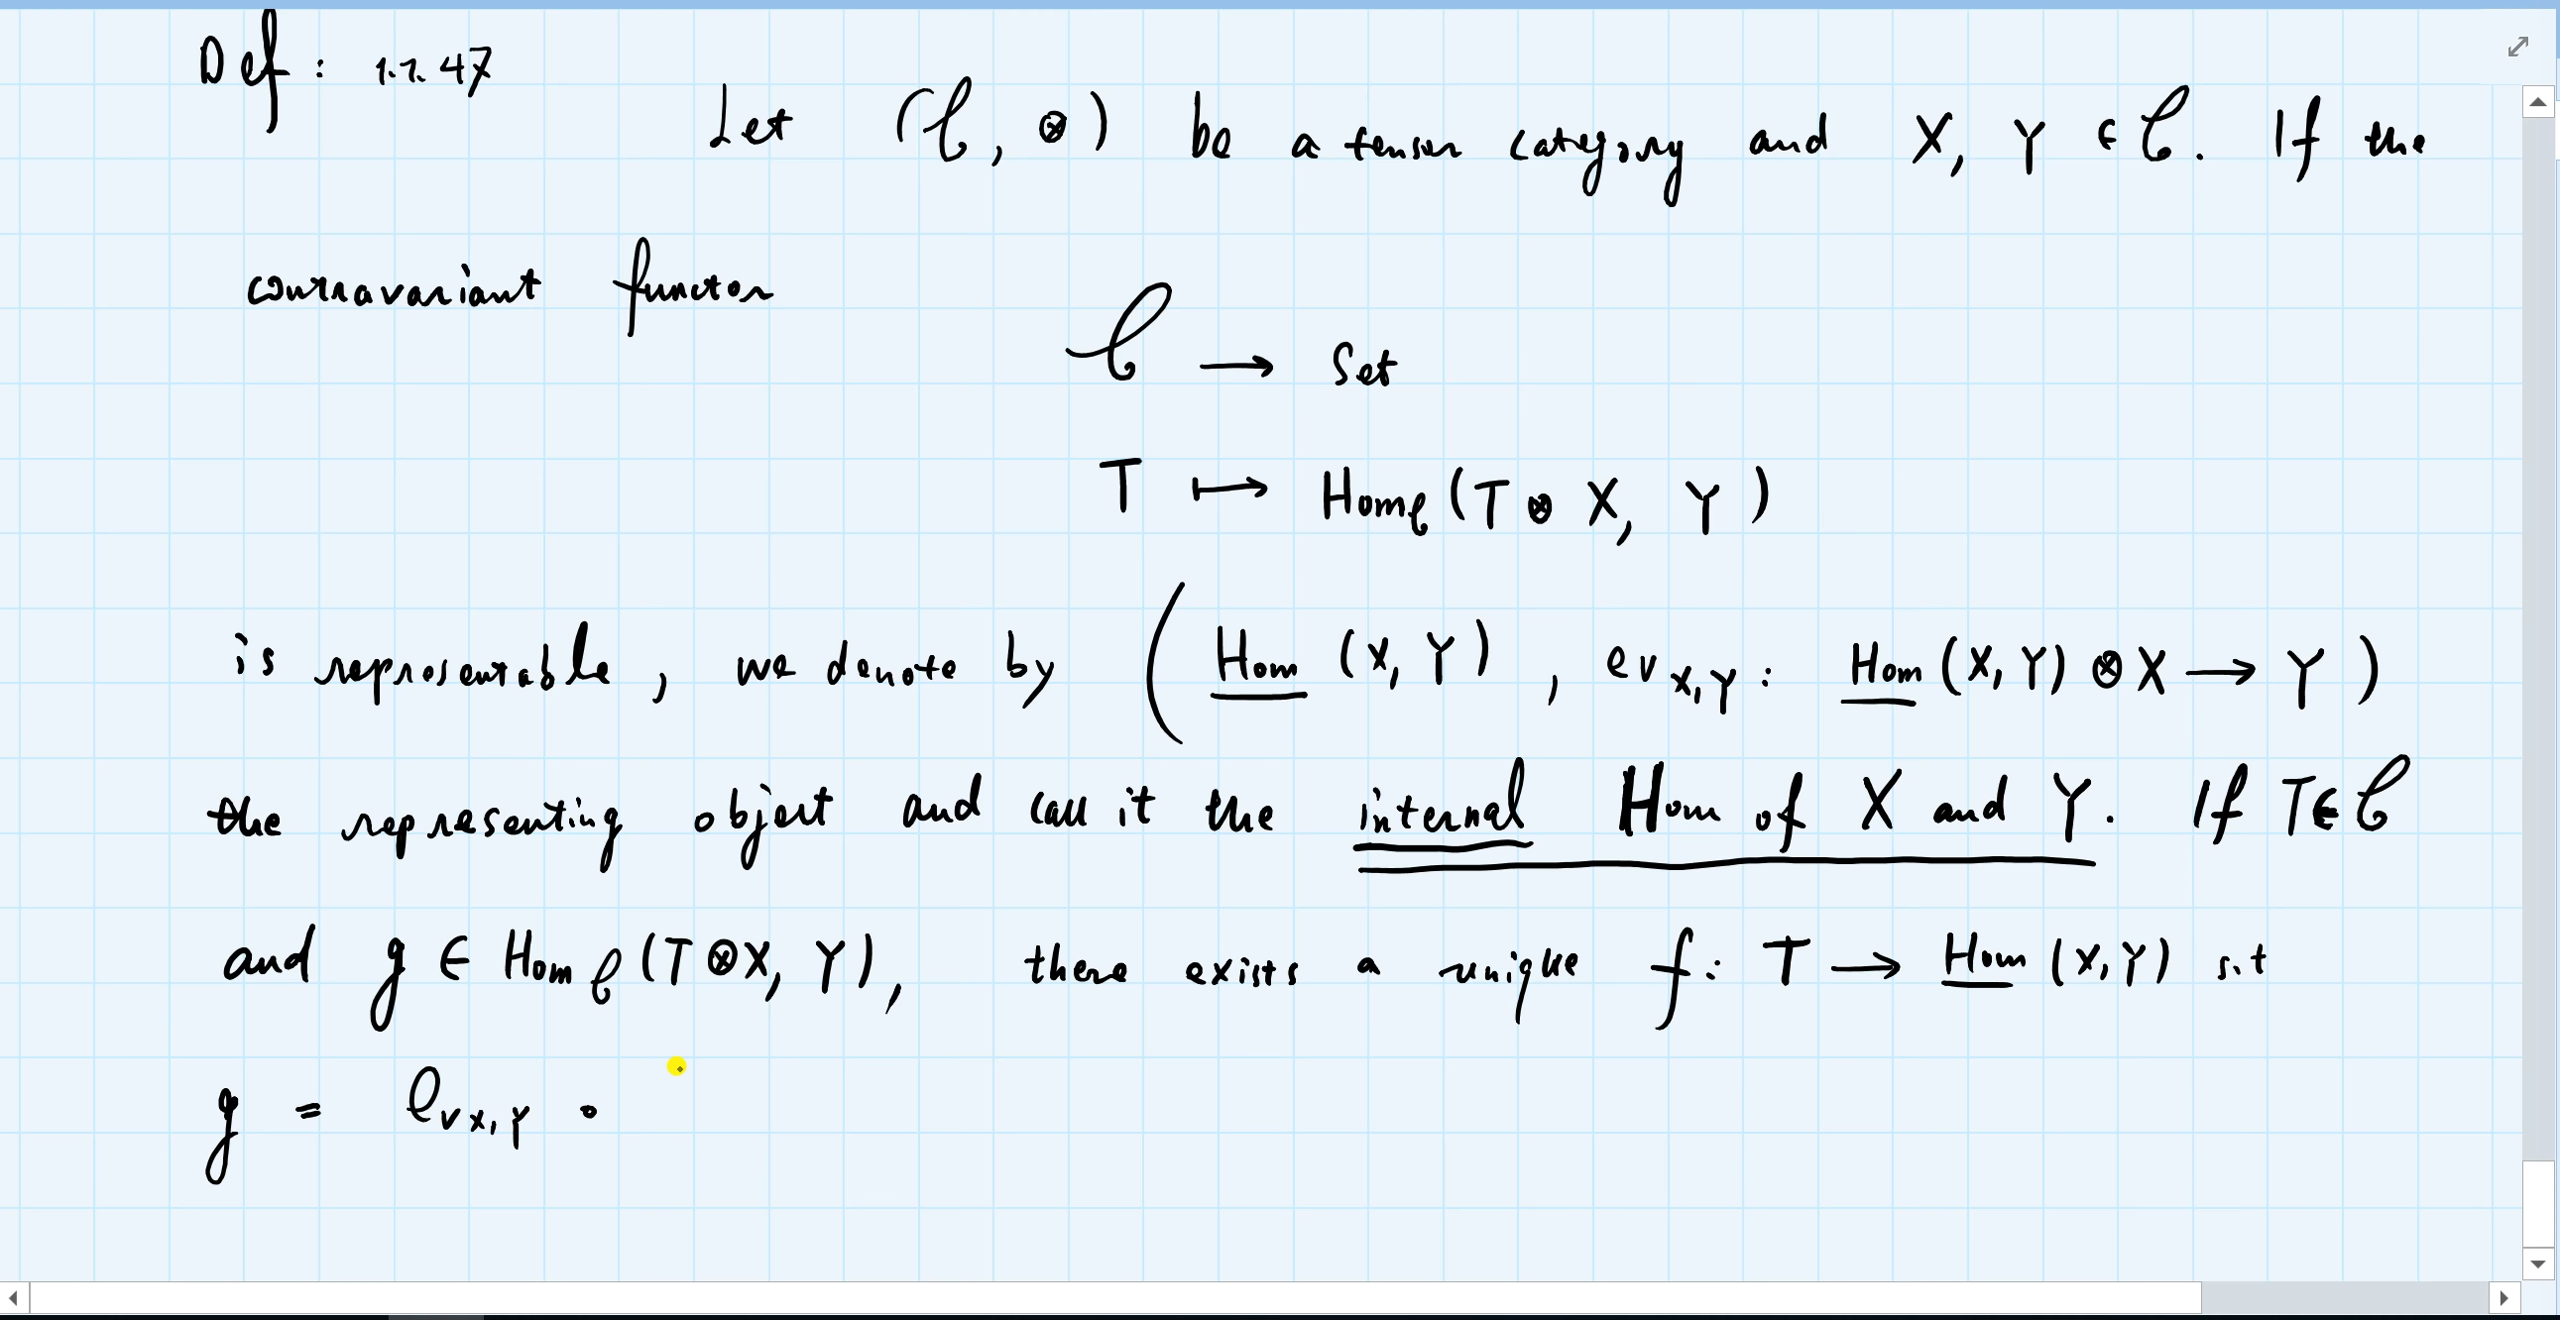 Def : 1.1.47
Let (𝒞, ⊗) be a tensor category and X, Y ∈ 𝒞. If the
contravariant functor
𝒞 → Set
T ↦ Hom𝒞(T ⊗ X, Y)
is representable, we denote by (Hom (X, Y), ev_X,Y : Hom (X, Y) ⊗ X → Y)
the representing object and call it the internal Hom of X and Y. If T ∈ 𝒞
and g ∈ Hom𝒞(T ⊗ X, Y), there exists a unique f: T → Hom (X, Y) s.t
g = ev_X,Y ∘